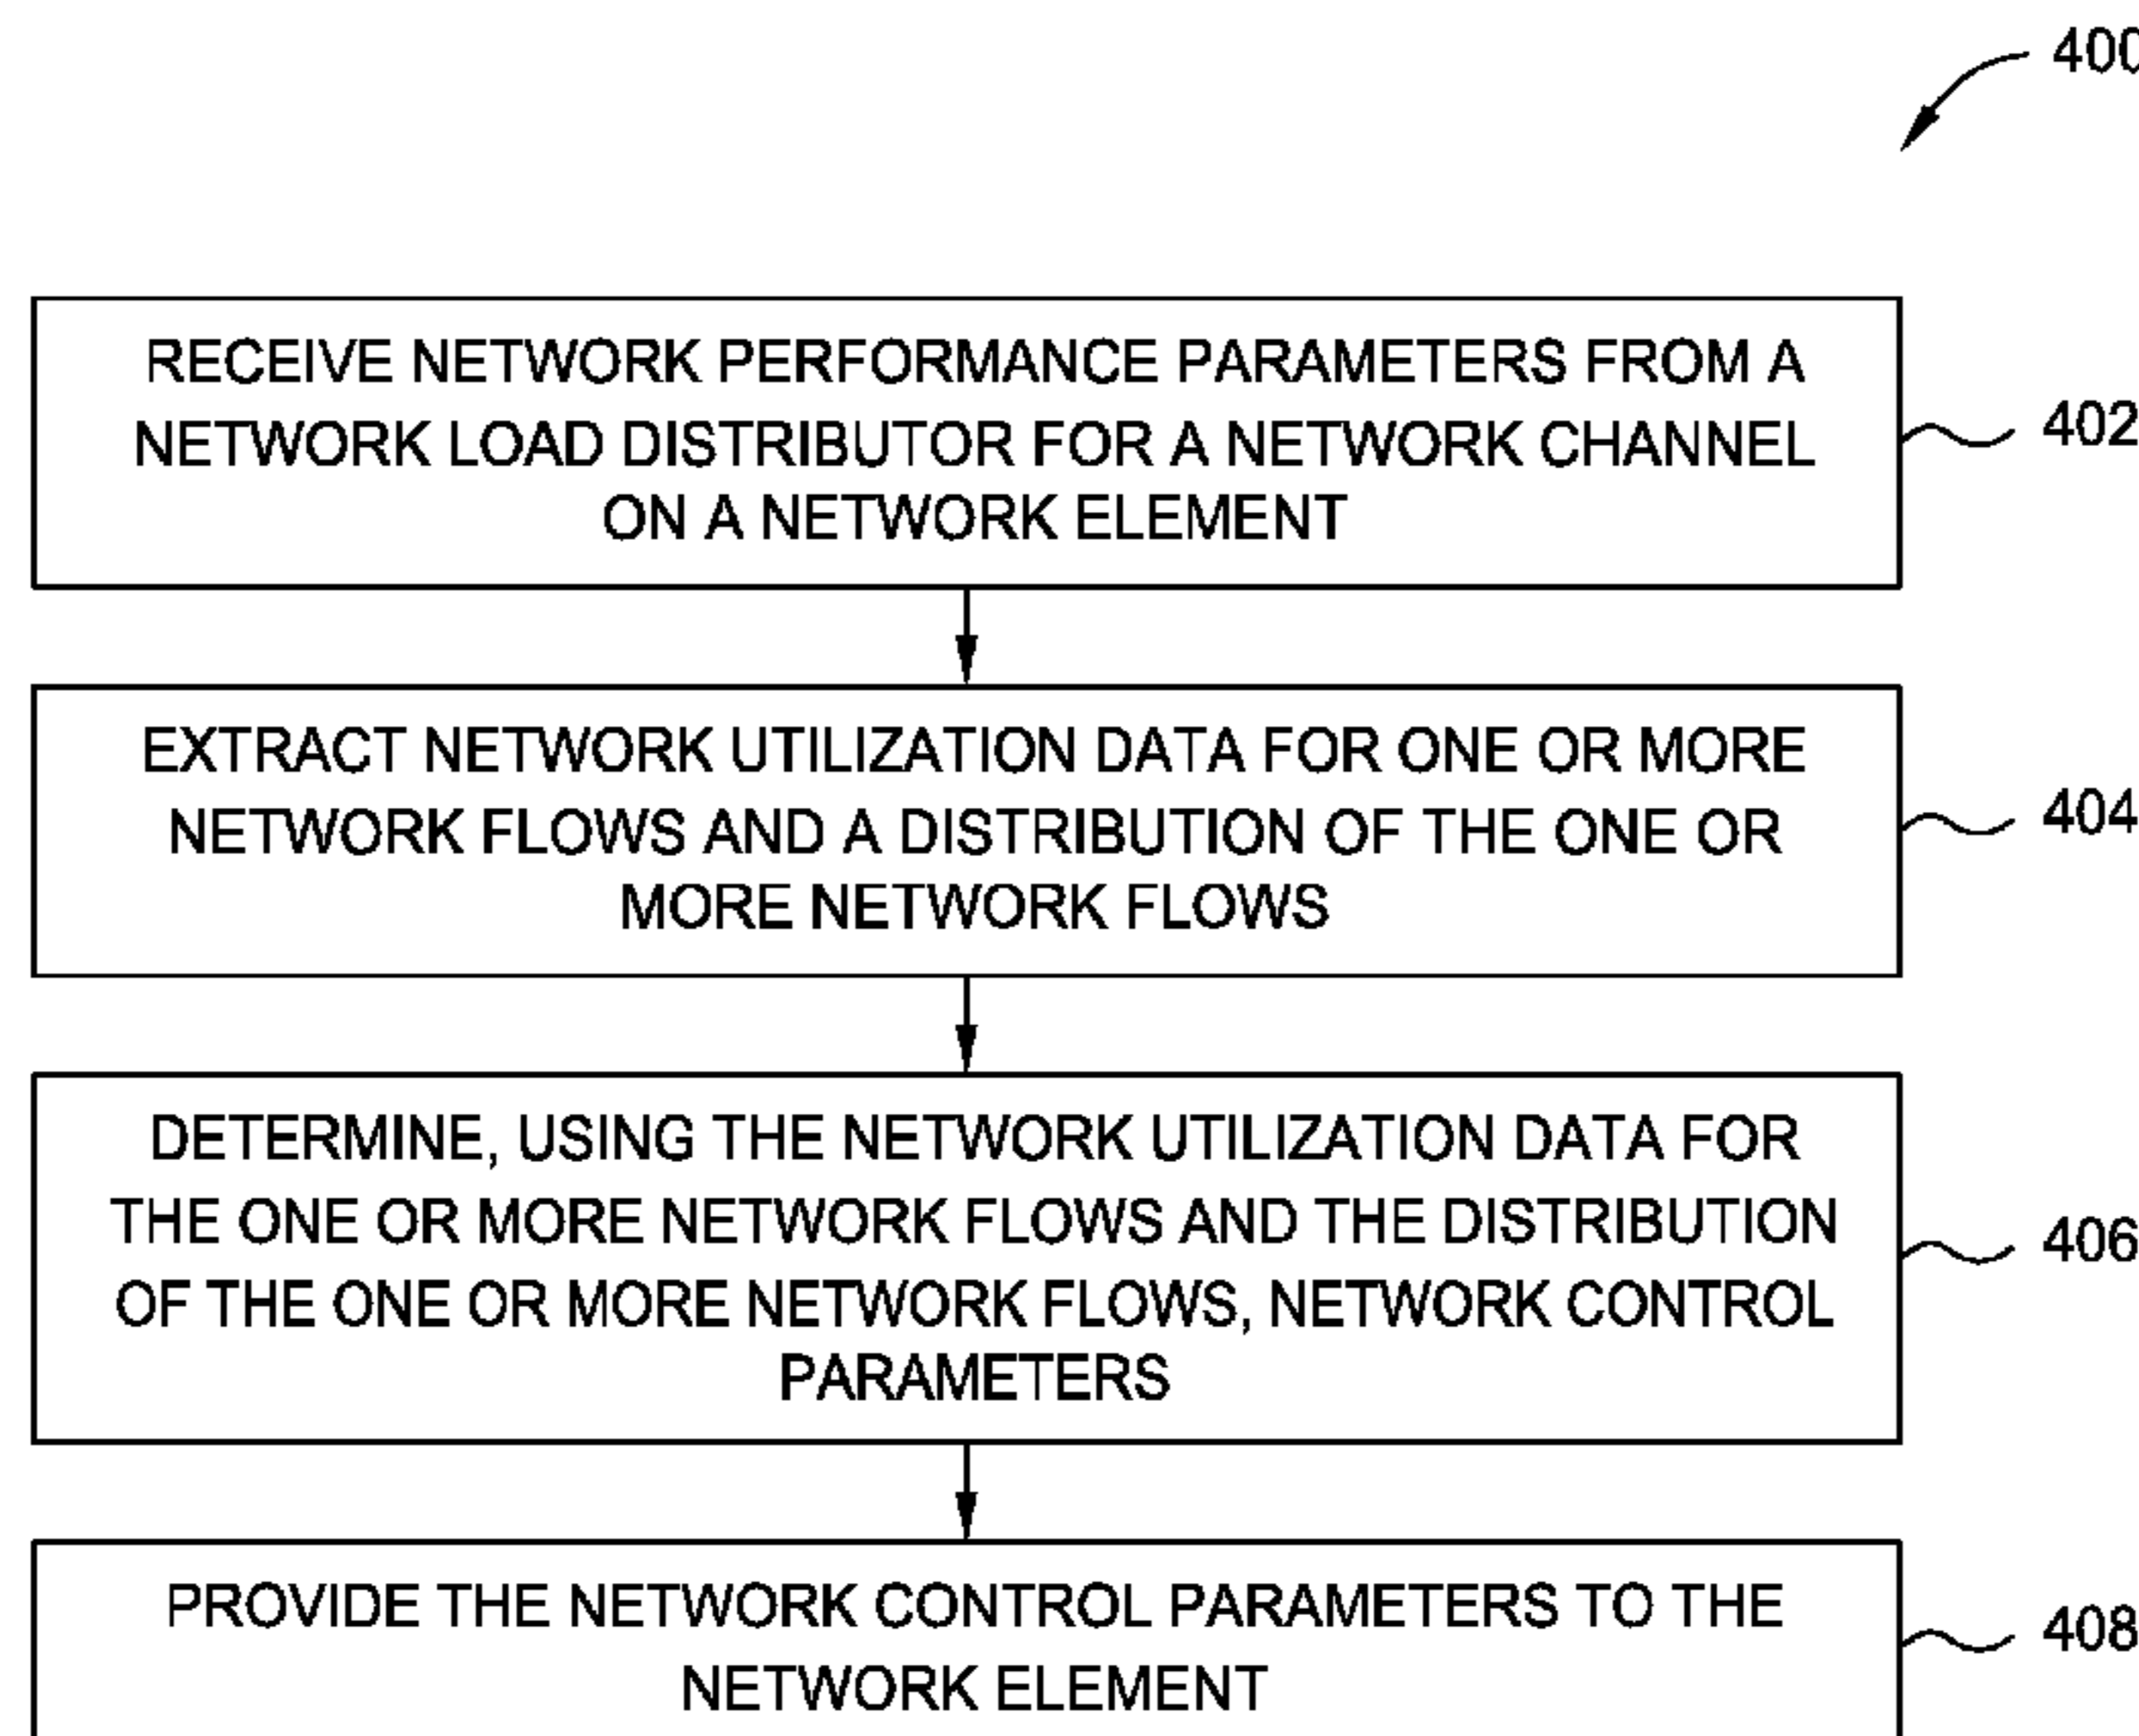 400
RECEIVE NETWORK PERFORMANCE PARAMETERS FROM A
NETWORK LOAD DISTRIBUTOR FOR A NETWORK CHANNEL
ON A NETWORK ELEMENT
402
EXTRACT NETWORK UTILIZATION DATA FOR ONE OR MORE
NETWORK FLOWS AND A DISTRIBUTION OF THE ONE OR
MORE NETWORK FLOWS
404
DETERMINE, USING THE NETWORK UTILIZATION DATA FOR
THE ONE OR MORE NETWORK FLOWS AND THE DISTRIBUTION
OF THE ONE OR MORE NETWORK FLOWS, NETWORK CONTROL
PARAMETERS
406
PROVIDE THE NETWORK CONTROL PARAMETERS TO THE
NETWORK ELEMENT
408